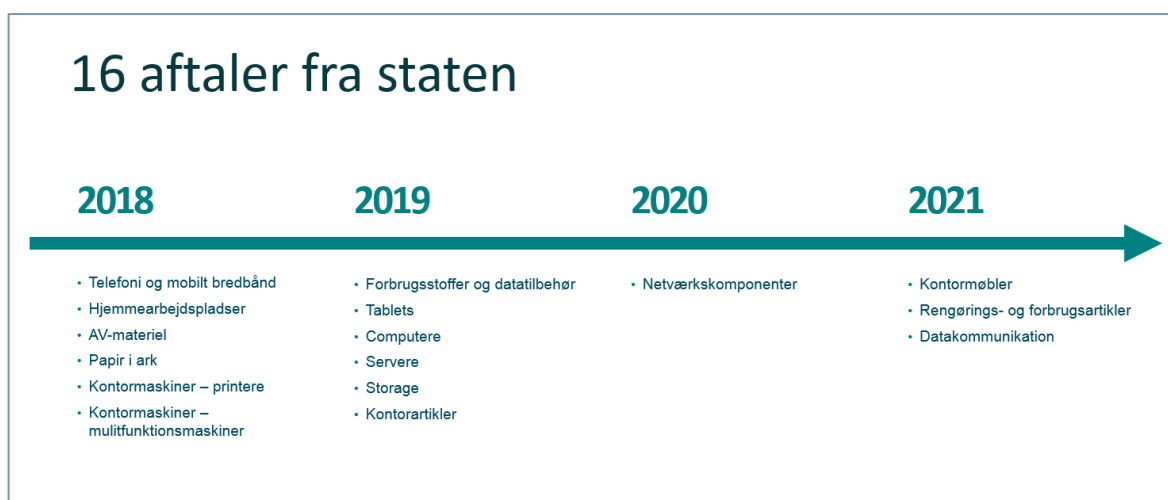 16 aftaler fra staten
2018
• Telefoni og mobilt bredbånd
• Hjemmearbejdspladser
• AV-materiel
• Papir i ark
• Kontormaskiner – printere
• Kontormaskiner –
mulitfunktionsmaskiner
2019
• Forbrugsstoffer og datatilbehør
• Tablets
• Computere
• Servere
• Storage
• Kontorartikler
2020
• Netværkskomponenter
2021
• Kontormøbler
• Rengørings- og forbrugsartikler
• Datakommunikation